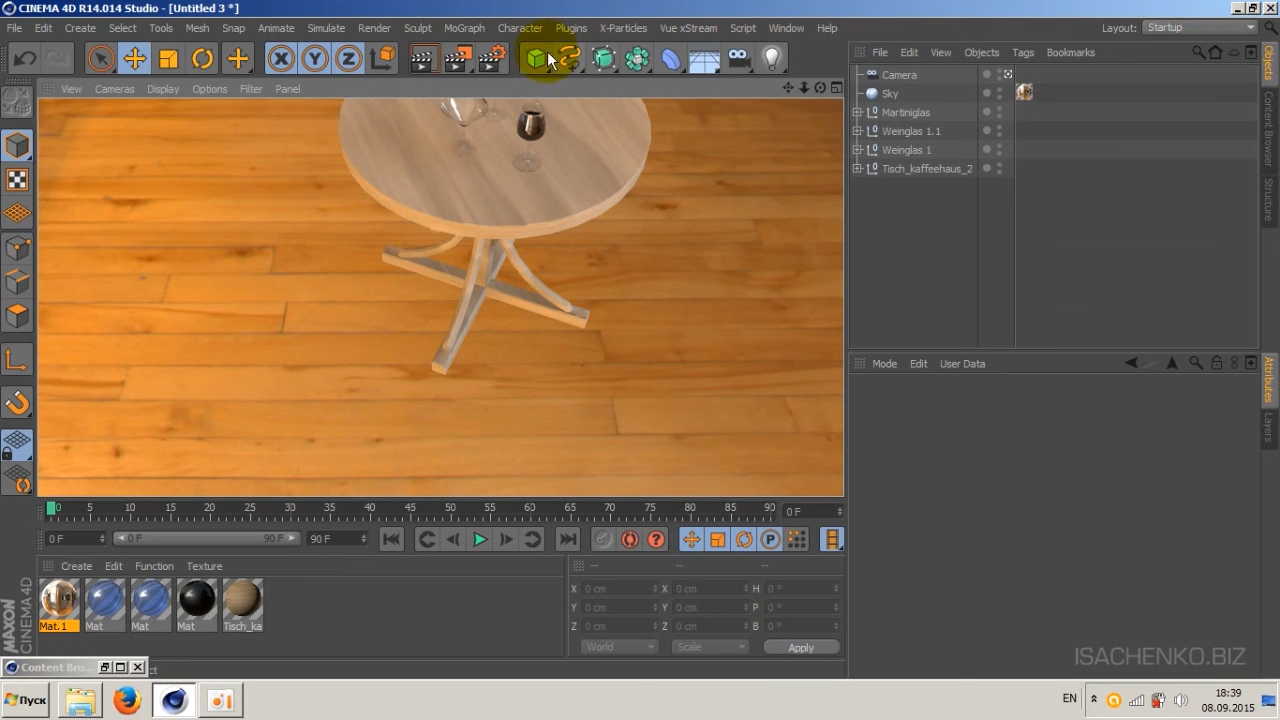 CINEMA 4D R14.014 Studio - [Untitled 3 *]
File Edit Create Select Tools Mesh Snap Animate Simulate Render Sculpt MoGraph Character Plugins X-Particles Vue xStream Script Window Help Layout: Startup
File Edit View Objects Tags Bookmarks
Camera
Sky
Martiniglas
Weinglas 1.1
Weinglas 1
Tisch_kaffeehaus_2
Objects
Content Browser
Structure
View Cameras Display Options Filter Panel
X Y Z
Mode Edit User Data
Attributes
Layers
0 5 10 15 20 25 30 35 40 45 50 55 60 65 70 75 80 85 90 0 F
0 F 0 F 90 F 90 F
P
Create Edit Function Texture
-- -- --
X 0 cm X 0 cm H 0 °
Y 0 cm Y 0 cm P 0 °
Z 0 cm Z 0 cm B 0 °
World Scale Apply
Mat.1 Mat Mat Mat Tisch_ka
MAXON
CINEMA 4D
Content Bro...
ct
ISACHENKO.BIZ
Пуск
EN
18:39
08.09.2015